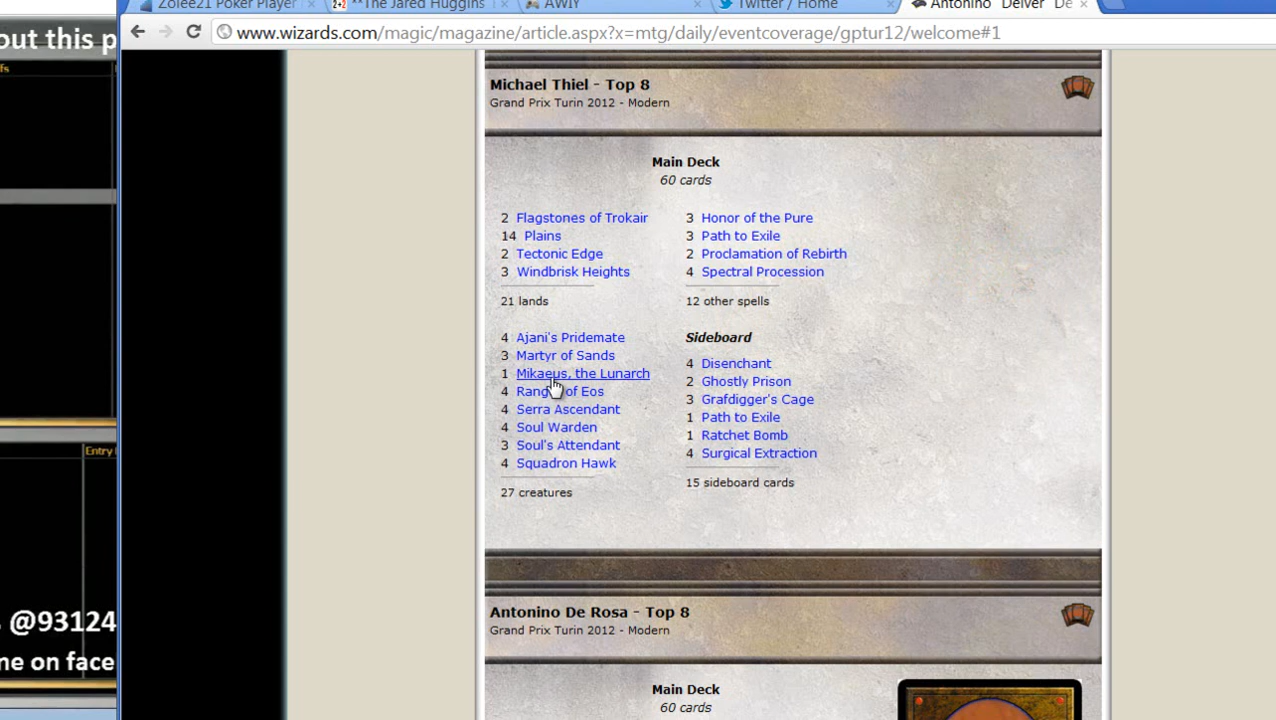 Zolee21 Poker Player
**The Jared Huggins
AWIY
Twitter / Home
Antonino "Delver" De
www.wizards.com/magic/magazine/article.aspx?x=mtg/daily/eventcoverage/gptur12/welcome#1
out this p
fs
Entry
@93124
ne on face
Michael Thiel - Top 8
Grand Prix Turin 2012 - Modern
Main Deck
60 cards
2 Flagstones of Trokair
14 Plains
2 Tectonic Edge
3 Windbrisk Heights
21 lands
4 Ajani's Pridemate
3 Martyr of Sands
1 Mikaeus, the Lunarch
4 Ranger of Eos
4 Serra Ascendant
4 Soul Warden
3 Soul's Attendant
4 Squadron Hawk
27 creatures
3 Honor of the Pure
3 Path to Exile
2 Proclamation of Rebirth
4 Spectral Procession
12 other spells
Sideboard
4 Disenchant
2 Ghostly Prison
3 Grafdigger's Cage
1 Path to Exile
1 Ratchet Bomb
4 Surgical Extraction
15 sideboard cards
Antonino De Rosa - Top 8
Grand Prix Turin 2012 - Modern
Main Deck
60 cards